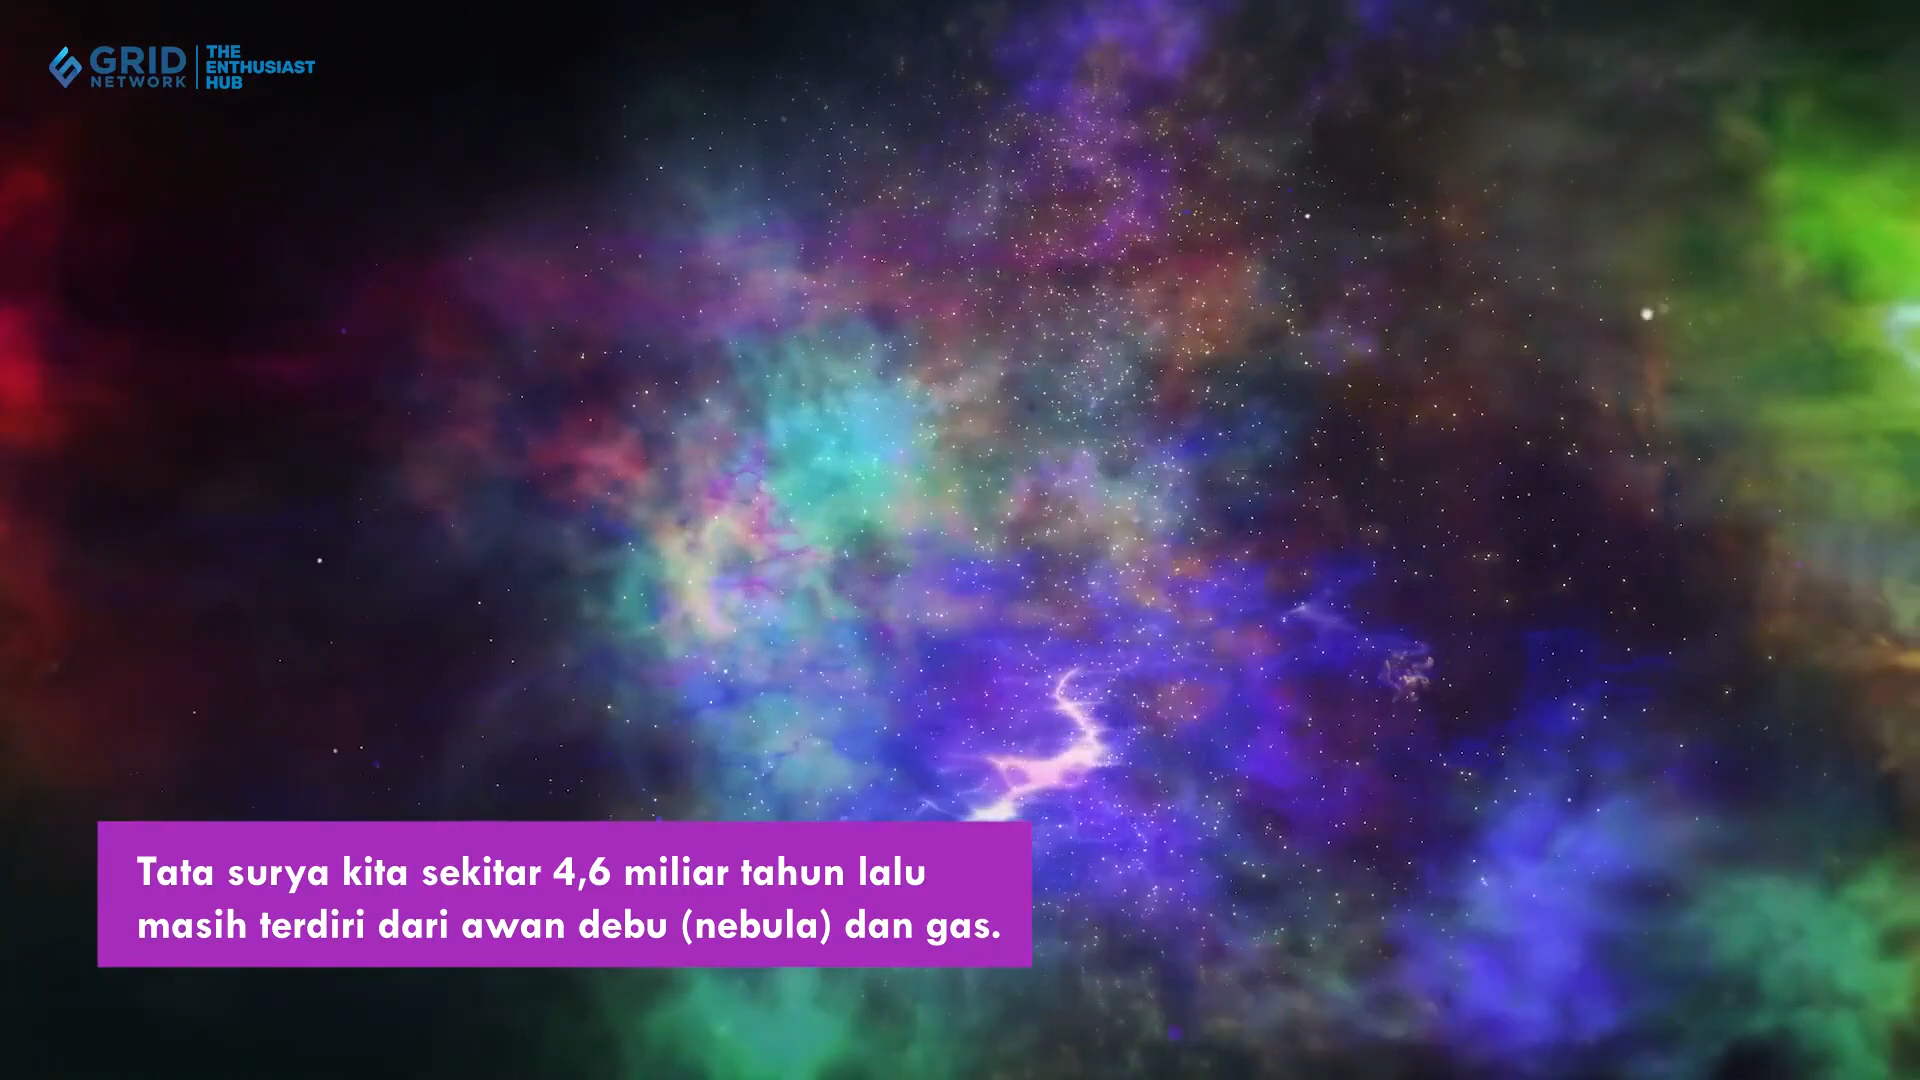 GRID
NETWORK
THE
ENTHUSIAST
HUB
Tata surya kita sekitar 4,6 miliar tahun lalu
masih terdiri dari awan debu (nebula) dan gas.